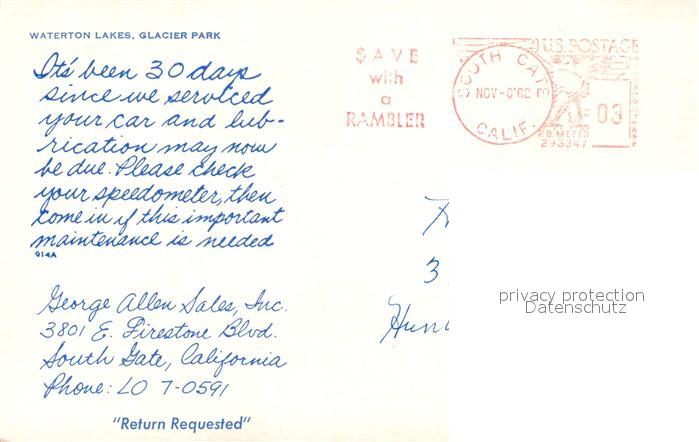 WATERTON LAKES, GLACIER PARK
It's been 30 days
since we serviced
your car and lub-
rication may now
be due. Please check
your speedometer, then
come in if this important
maintenance is needed
014A
George Allen Sales, Inc.
3801 E. Firestone Blvd.
South Gate, California
Phone: LO 7-0591
"Return Requested"
SAVE
with
a
RAMBLER
SOUTH GATE
NOV-6'62
CALIF.
U.S. POSTAGE
03
P.B. METER
293347
3
privacy protection
Datenschutz